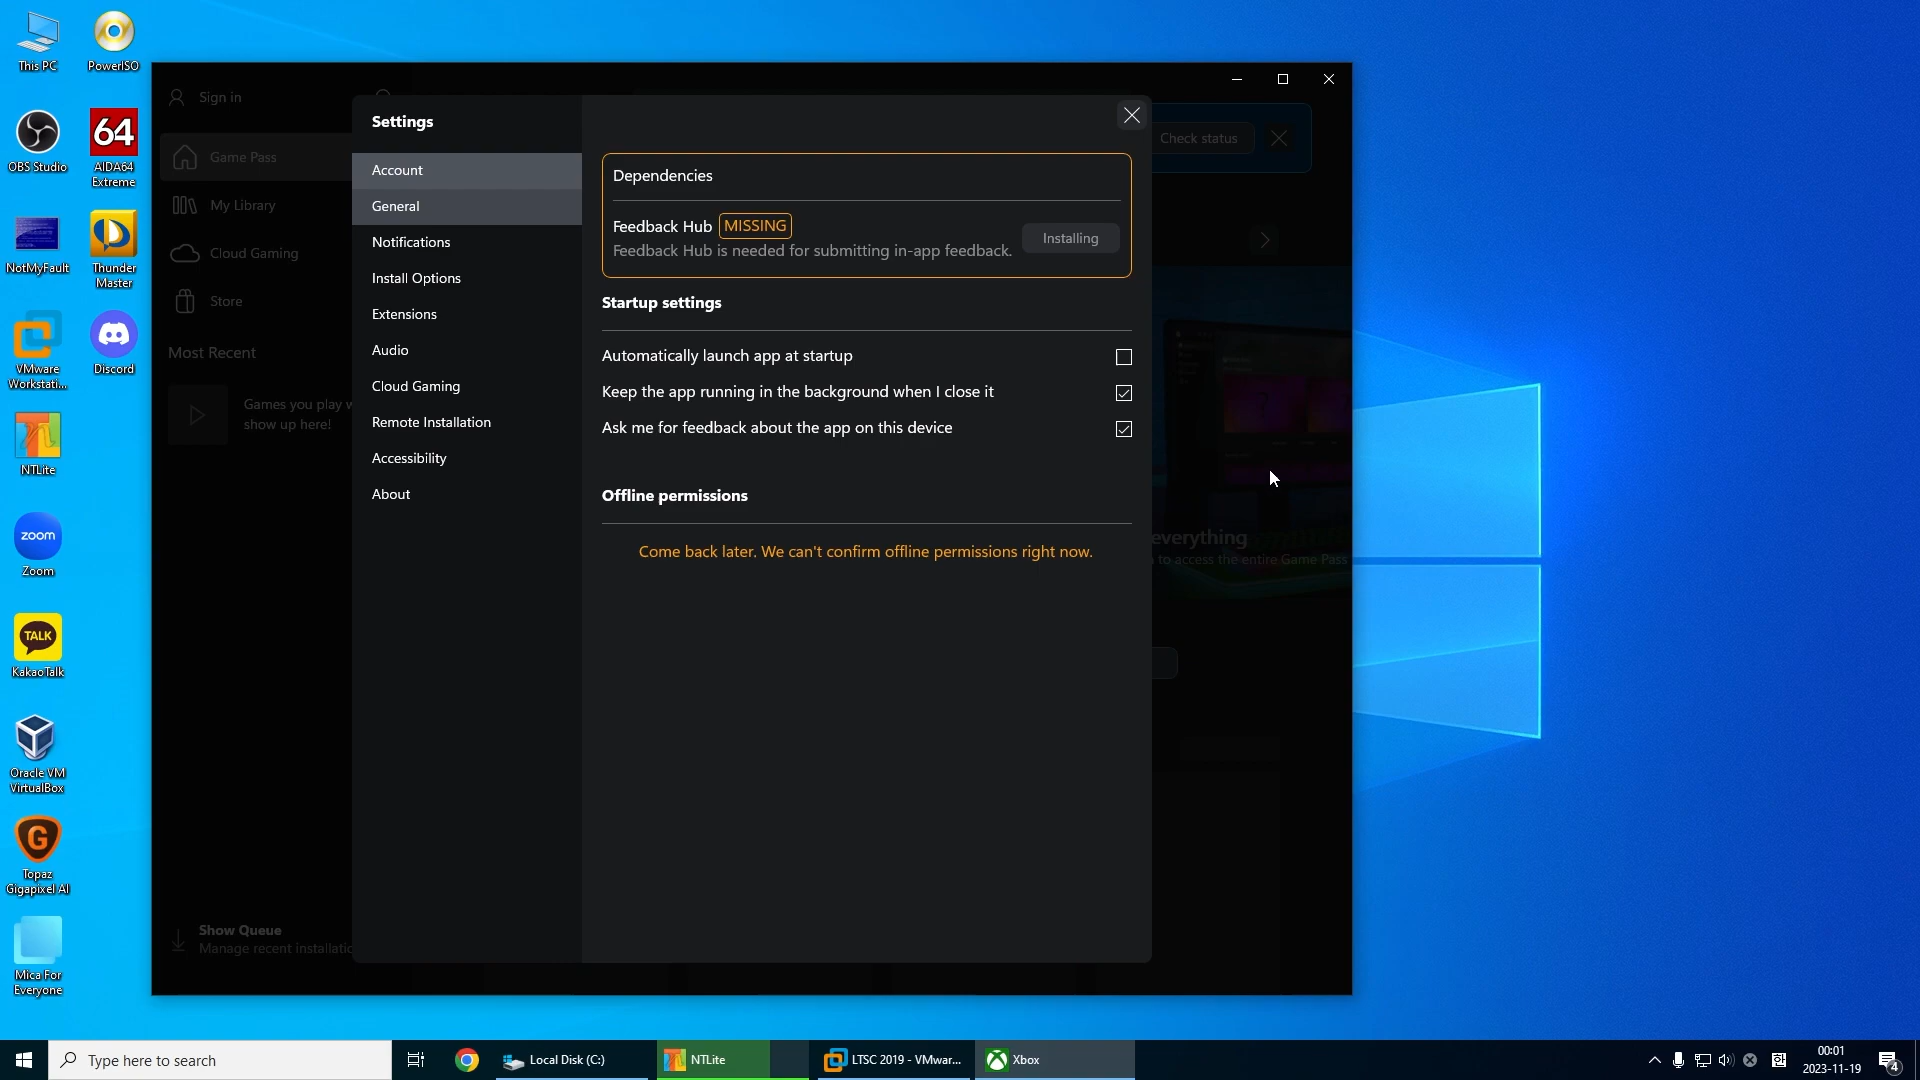 This PC
PowerISO
OBS Studio
64
AIDA64
Extreme
NotMyFault
Thunder
Master
VMware
Workstati...
Discord
NTLite
zoom
Zoom
TALK
KakaoTalk
Oracle VM
VirtualBox
Topaz
Gigapixel AI
Mica For
Everyone
Sign in
Game Pass
My Library
Cloud Gaming
Store
Most Recent
Games you play w
show up here!
Show Queue
Manage recent installatio
Settings
Account
General
Notifications
Install Options
Extensions
Audio
Cloud Gaming
Remote Installation
Accessibility
About
Dependencies
Feedback Hub MISSING
Feedback Hub is needed for submitting in-app feedback.
Installing
Startup settings
Automatically launch app at startup
Keep the app running in the background when I close it
Ask me for feedback about the app on this device
Offline permissions
Come back later. We can't confirm offline permissions right now.
Check status
everything
to access the entire Game Pass
Type here to search
Local Disk (C:)
NTLite
LTSC 2019 - VMwar...
Xbox
00:01
2023-11-19
4